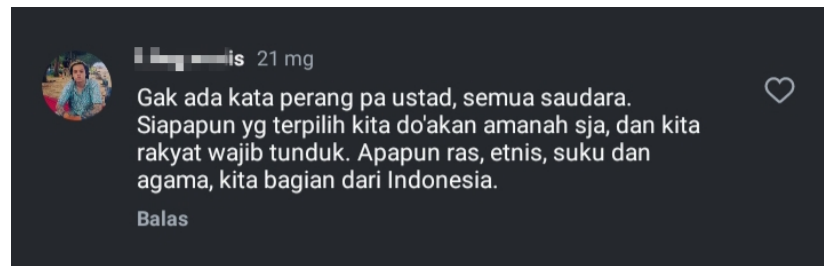 21 mg
Gak ada kata perang pa ustad, semua saudara.
Siapapun yg terpilih kita do'akan amanah sja, dan kita
rakyat wajib tunduk. Apapun ras, etnis, suku dan
agama, kita bagian dari Indonesia.
Balas